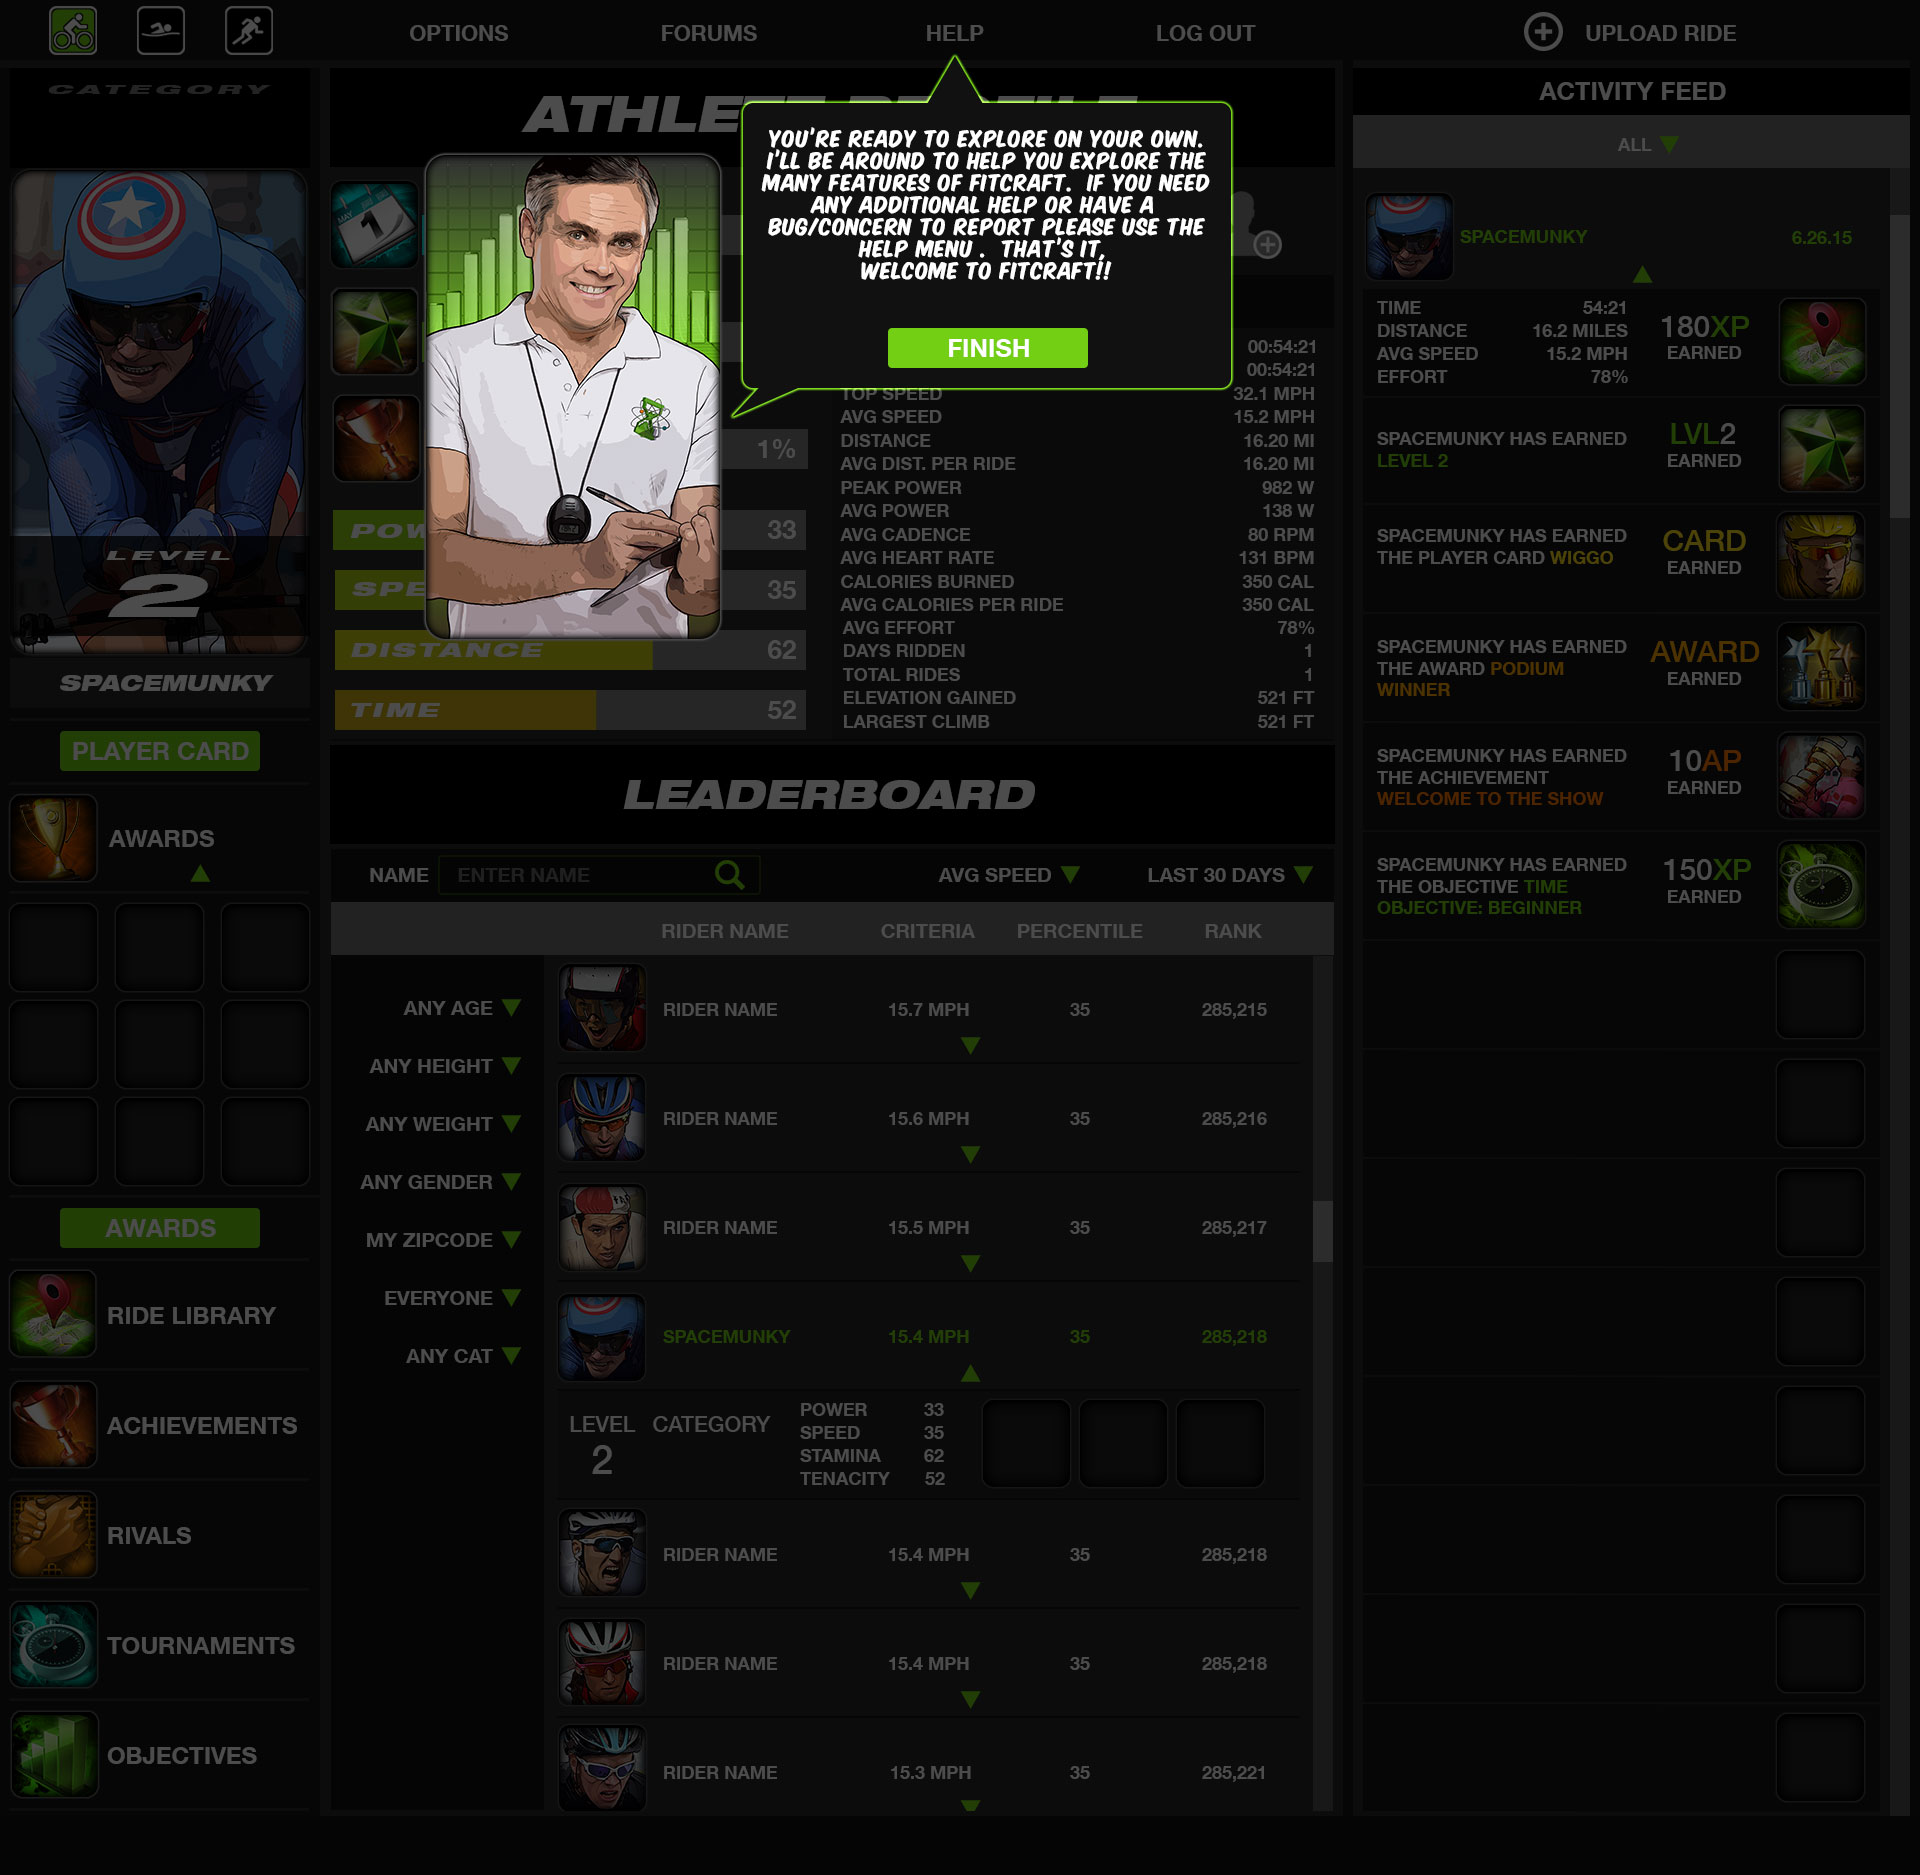 OPTIONS
FORUMS
HELP
LOG OUT
UPLOAD RIDE
CATEGORY
LEVEL
2
SPACEMUNKY
PLAYER CARD
AWARDS
AWARDS
RIDE LIBRARY
ACHIEVEMENTS
RIVALS
TOURNAMENTS
OBJECTIVES
YOU'RE READY TO EXPLORE ON YOUR OWN.
I'LL BE AROUND TO HELP YOU EXPLORE THE
MANY FEATURES OF FITCRAFT. IF YOU NEED
ANY ADDITIONAL HELP OR HAVE A
BUG/CONCERN TO REPORT PLEASE USE THE
HELP MENU . THAT'S IT,
WELCOME TO FITCRAFT!!
FINISH
MAY
1
1%
33
35
DISTANCE 62
TIME 52
00:54:21
00:54:21
TOP SPEED 32.1 MPH
AVG SPEED 15.2 MPH
DISTANCE 16.20 MI
AVG DIST. PER RIDE 16.20 MI
PEAK POWER 982 W
AVG POWER 138 W
AVG CADENCE 80 RPM
AVG HEART RATE 131 BPM
CALORIES BURNED 350 CAL
AVG CALORIES PER RIDE 350 CAL
AVG EFFORT 78%
DAYS RIDDEN 1
TOTAL RIDES 1
ELEVATION GAINED 521 FT
LARGEST CLIMB 521 FT
LEADERBOARD
NAME ENTER NAME AVG SPEED LAST 30 DAYS
RIDER NAME CRITERIA PERCENTILE RANK
ANY AGE
ANY HEIGHT
ANY WEIGHT
ANY GENDER
MY ZIPCODE
EVERYONE
ANY CAT
RIDER NAME 15.7 MPH 35 285,215
RIDER NAME 15.6 MPH 35 285,216
RIDER NAME 15.5 MPH 35 285,217
SPACEMUNKY 15.4 MPH 35 285,218
LEVEL CATEGORY
2
POWER 33
SPEED 35
STAMINA 62
TENACITY 52
RIDER NAME 15.4 MPH 35 285,218
RIDER NAME 15.4 MPH 35 285,218
RIDER NAME 15.3 MPH 35 285,221
ACTIVITY FEED
ALL
SPACEMUNKY 6.26.15
TIME 54:21
DISTANCE 16.2 MILES
AVG SPEED 15.2 MPH
EFFORT 78%
180XP
EARNED
SPACEMUNKY HAS EARNED
LEVEL 2
LVL2
EARNED
SPACEMUNKY HAS EARNED
THE PLAYER CARD WIGGO
CARD
EARNED
SPACEMUNKY HAS EARNED
THE AWARD PODIUM
WINNER
AWARD
EARNED
SPACEMUNKY HAS EARNED
THE ACHIEVEMENT
WELCOME TO THE SHOW
10AP
EARNED
SPACEMUNKY HAS EARNED
THE OBJECTIVE TIME
OBJECTIVE: BEGINNER
150XP
EARNED